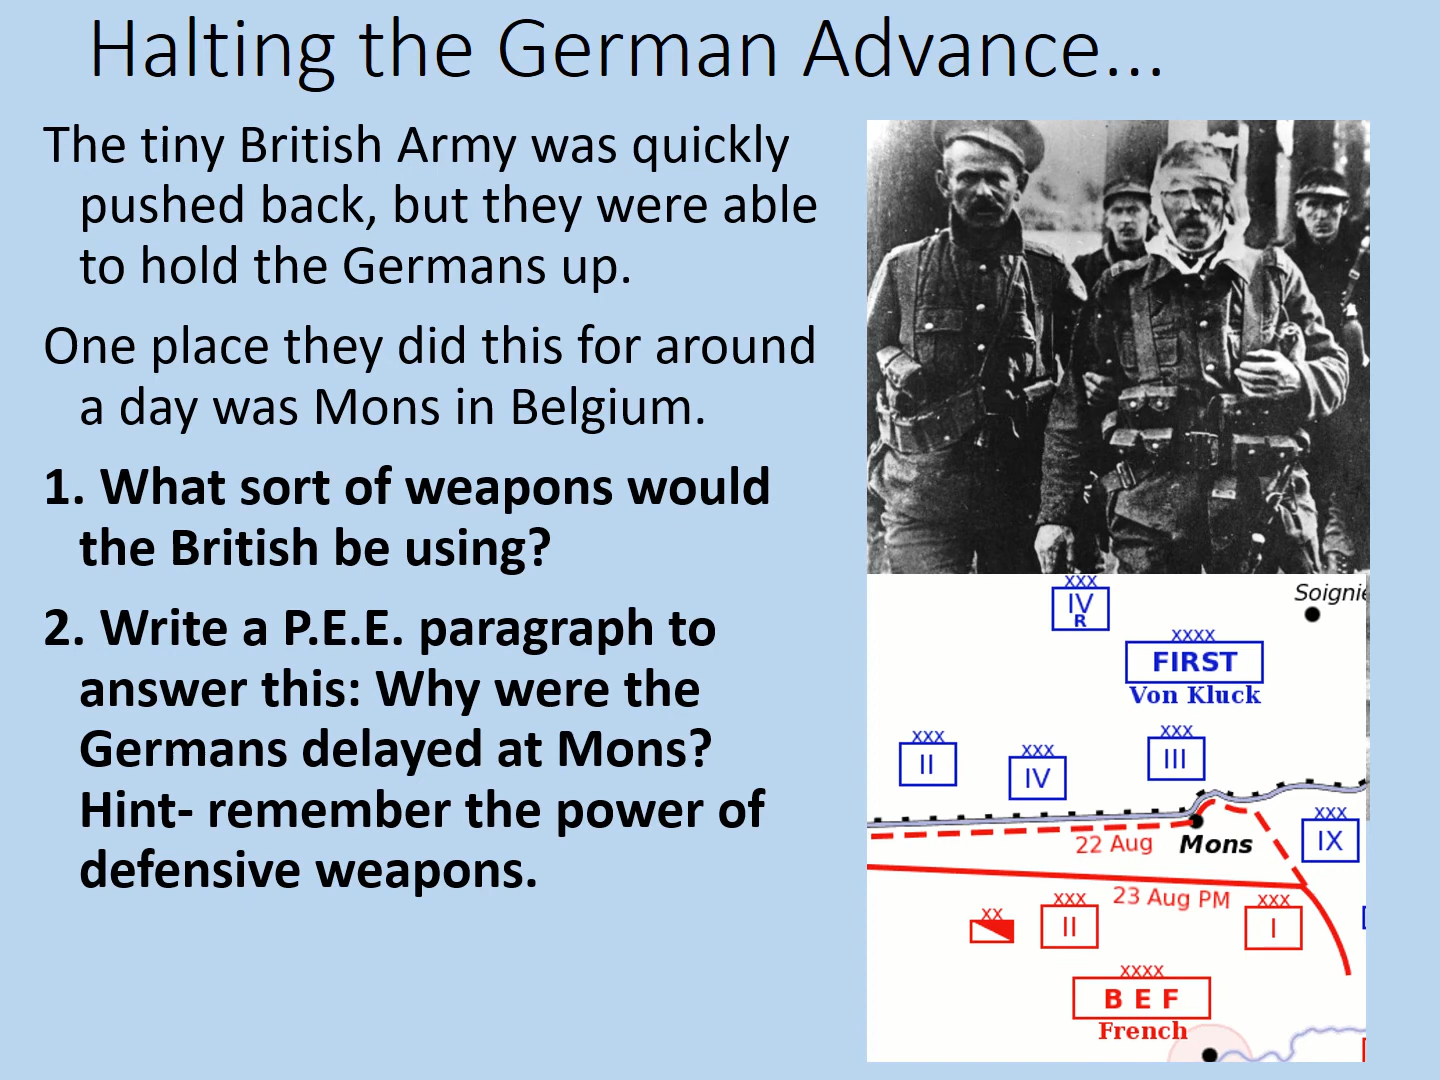 Halting the German Advance...
The tiny British Army was quickly
pushed back, but they were able
to hold the Germans up.
One place they did this for around
a day was Mons in Belgium.
1. What sort of weapons would
the British be using?
2. Write a P.E.E. paragraph to
answer this: Why were the
Germans delayed at Mons?
Hint- remember the power of
defensive weapons.
xxx
IV
R
Soignie
xxxx
FIRST
Von Kluck
xxx
II
xxx
IV
xxx
III
xxx
IX
22 Aug
Mons
23 Aug PM
xx
xxx
II
xxx
I
xxxx
B E F
French